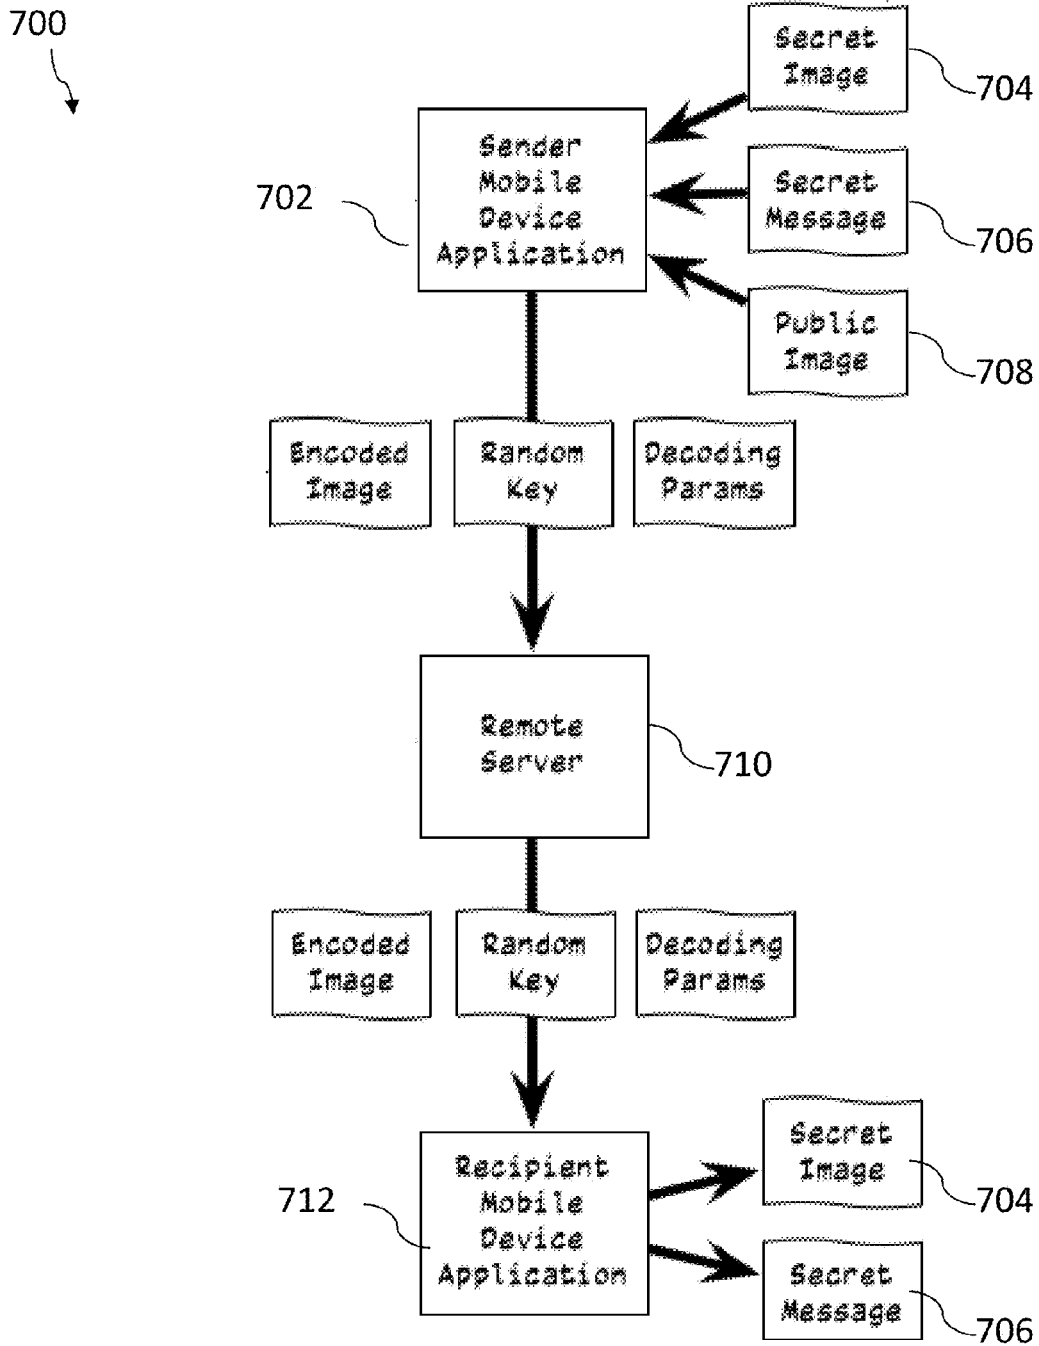 700
Secret
Image
704
Sender
Mobile
Device
Application
702
Secret
Message
706
Public
Image
708
Encoded
Image
Random
Key
Decoding
Params
Remote
Server
710
Encoded
Image
Random
Key
Decoding
Params
Recipient
Mobile
Device
Application
712
Secret
Image
704
Secret
Message
706